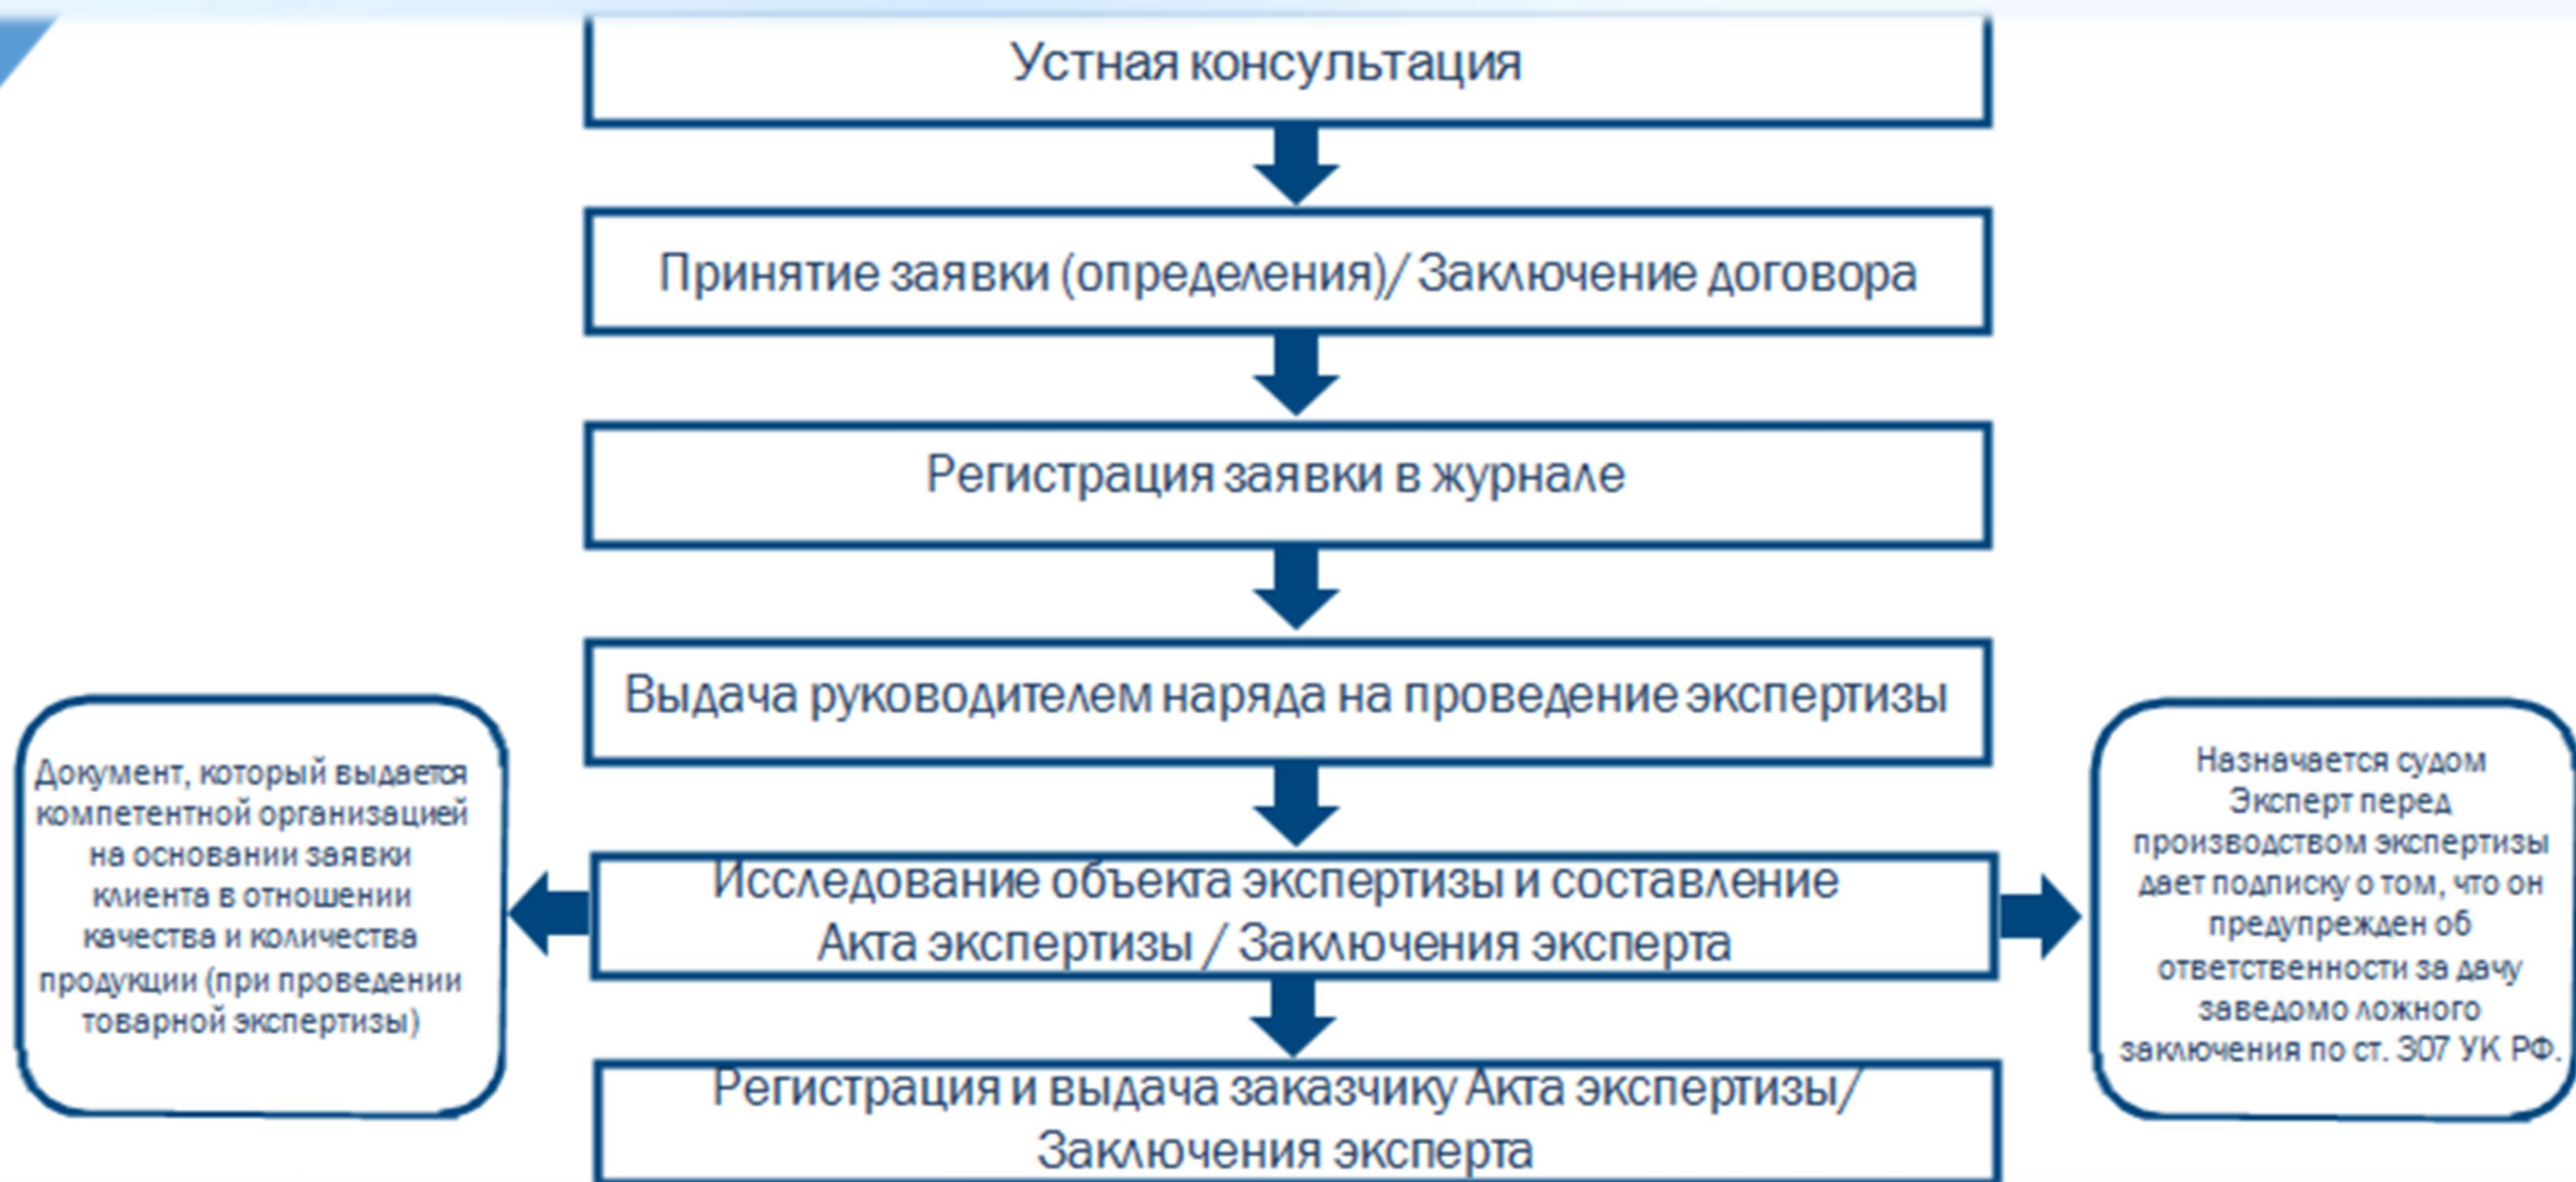 Устная консультация
Принятие заявки (определения)/ Заключение договора
Регистрация заявки в журнале
Выдача руководителем наряда на проведение экспертизы
Документ, который выдается
компетентной организацией
на основании заявки
клиента в отношении
качества и количества
продукции (при проведении
товарной экспертизы)
Исследование объекта экспертизы и составление
Акта экспертизы / Заключения эксперта
Назначается судом
Эксперт перед
производством экспертизы
дает подписку о том, что он
предупрежден об
ответственности за дачу
заведомо ложного
заключения по ст. 307 УК РФ.
Регистрация и выдача заказчику Акта экспертизы/
Заключения эксперта